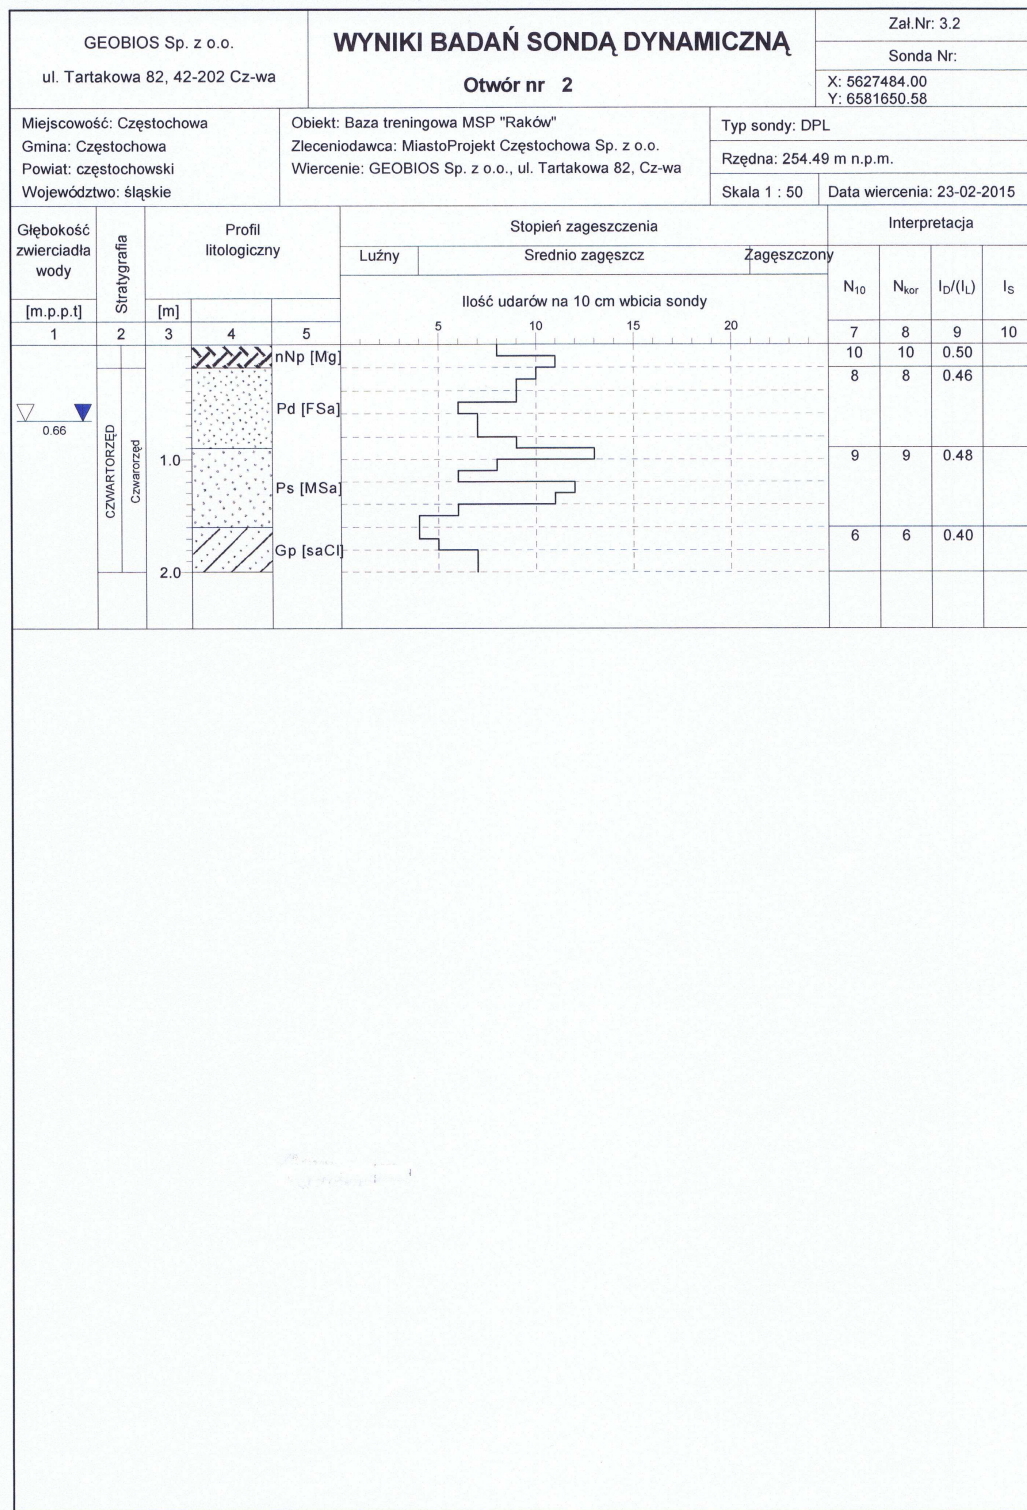 GEOBIOS Sp. z o.o.
ul. Tartakowa 82, 42-202 Cz-wa
WYNIKI BADAŃ SONDĄ DYNAMICZNĄ
Otwór nr 2
Zał.Nr: 3.2
Sonda Nr:
X: 5627484.00
Y: 6581650.58
Miejscowość: Częstochowa
Gmina: Częstochowa
Powiat: częstochowski
Województwo: śląskie
Obiekt: Baza treningowa MSP "Raków"
Zleceniodawca: MiastoProjekt Częstochowa Sp. z o.o.
Wiercenie: GEOBIOS Sp. z o.o., ul. Tartakowa 82, Cz-wa
Typ sondy: DPL
Rzędna: 254.49 m n.p.m.
Skala 1 : 50 Data wiercenia: 23-02-2015
Głębokość
zwierciadła
wody
[m.p.p.t]
Stratygrafia
Profil
litologiczny
[m]
Stopień zagęszczenia
Luźny Srednio zagęszcz Zagęszczony
Ilość udarów na 10 cm wbicia sondy
5 10 15 20
Interpretacja
N10 Nkor ID/(IL) IS
1 2 3 4 5 7 8 9 10
nNp [Mg] 10 10 0.50
8 8 0.46
Pd [FSa]
0.66
CZWARTORZĘD
Czwarorzęd
1.0 9 9 0.48
Ps [MSa]
6 6 0.40
Gp [saCl]
2.0